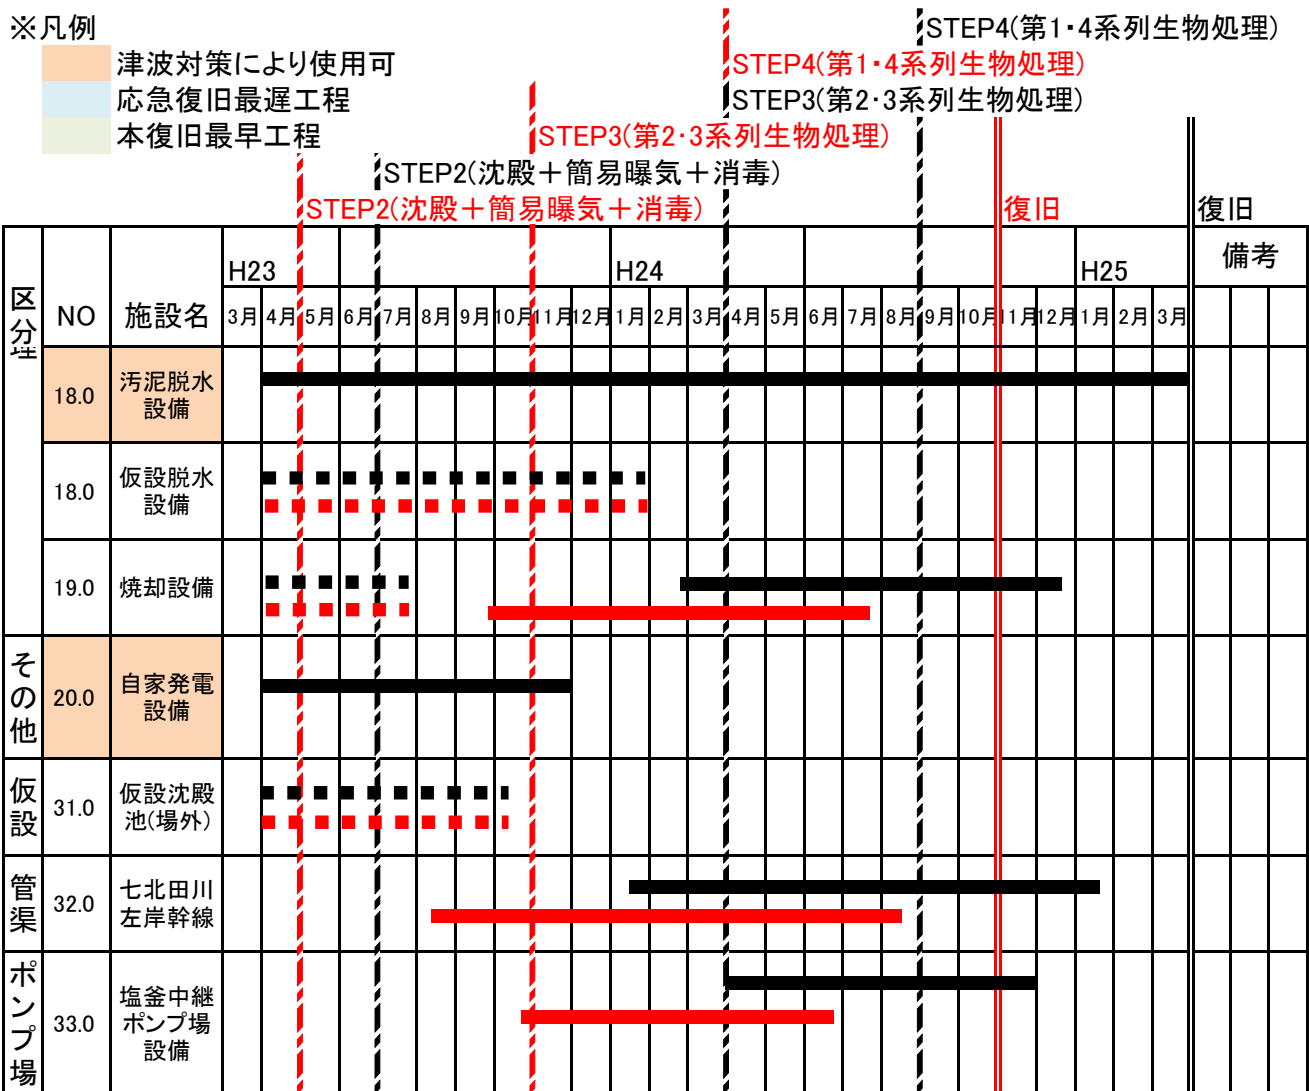 ※凡例
津波対策により使用可
応急復旧最遅工程
本復旧最早工程
STEP4(第1・4系列生物処理)
STEP4(第1・4系列生物処理)
STEP3(第2・3系列生物処理)
STEP3(第2・3系列生物処理)
STEP2(沈殿＋簡易曝気＋消毒)
STEP2(沈殿＋簡易曝気＋消毒)
復旧
復旧
区分 NO 施設名 H23 H24 H25 備考
3月 4月 5月 6月 7月 8月 9月 10月 11月 12月 1月 2月 3月 4月 5月 6月 7月 8月 9月 10月 11月 12月 1月 2月 3月
理
18.0 汚泥脱水
設備
18.0 仮設脱水
設備
19.0 焼却設備
その他
20.0 自家発電
設備
仮設
31.0 仮設沈殿
池(場外)
管渠
32.0 七北田川
左岸幹線
ポンプ場
33.0 塩釜中継
ポンプ場
設備